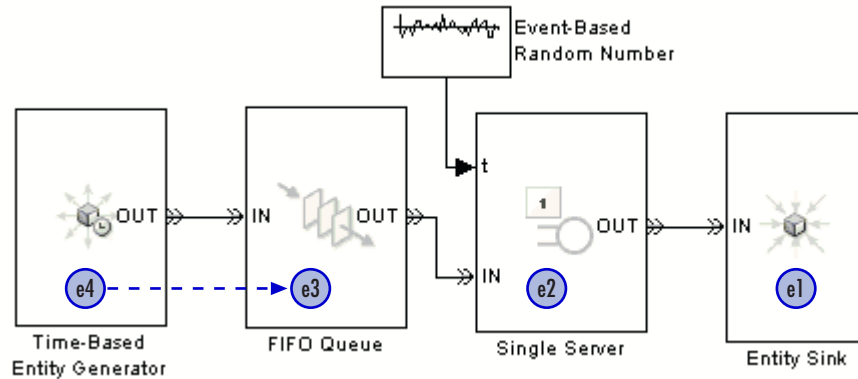 Event-Based
Random Number
OUT
IN
OUT
t
IN
1
OUT
IN
e4
e3
e2
e1
Time-Based
Entity Generator
FIFO Queue
Single Server
Entity Sink